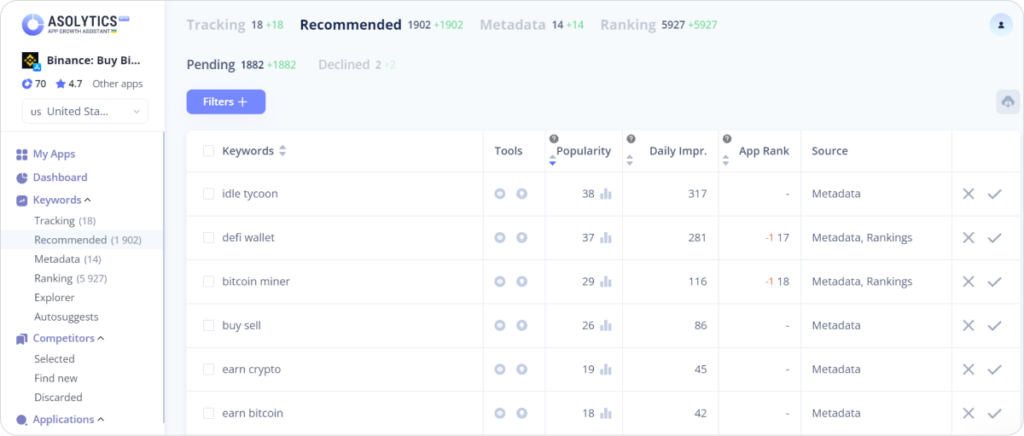 ASOLYTICS
APP GROWTH ASSISTANT
Binance: Buy Bi...
70 4.7 Other apps
us United Sta...
My Apps
Dashboard
Keywords
Tracking (18)
Recommended (1 902)
Metadata (14)
Ranking (5 927)
Explorer
Autosuggests
Competitors
Selected
Find new
Discarded
Applications
Tracking 18 +18 Recommended 1902 +1902 Metadata 14 +14 Ranking 5927 +5927
Pending 1882 +1882 Declined 2 +2
Filters +
Keywords Tools Popularity Daily Impr. App Rank Source
idle tycoon 38 317 - Metadata
defi wallet 37 281 -1 17 Metadata, Rankings
bitcoin miner 29 116 -1 18 Metadata, Rankings
buy sell 26 86 - Metadata
earn crypto 19 45 - Metadata
earn bitcoin 18 42 - Metadata